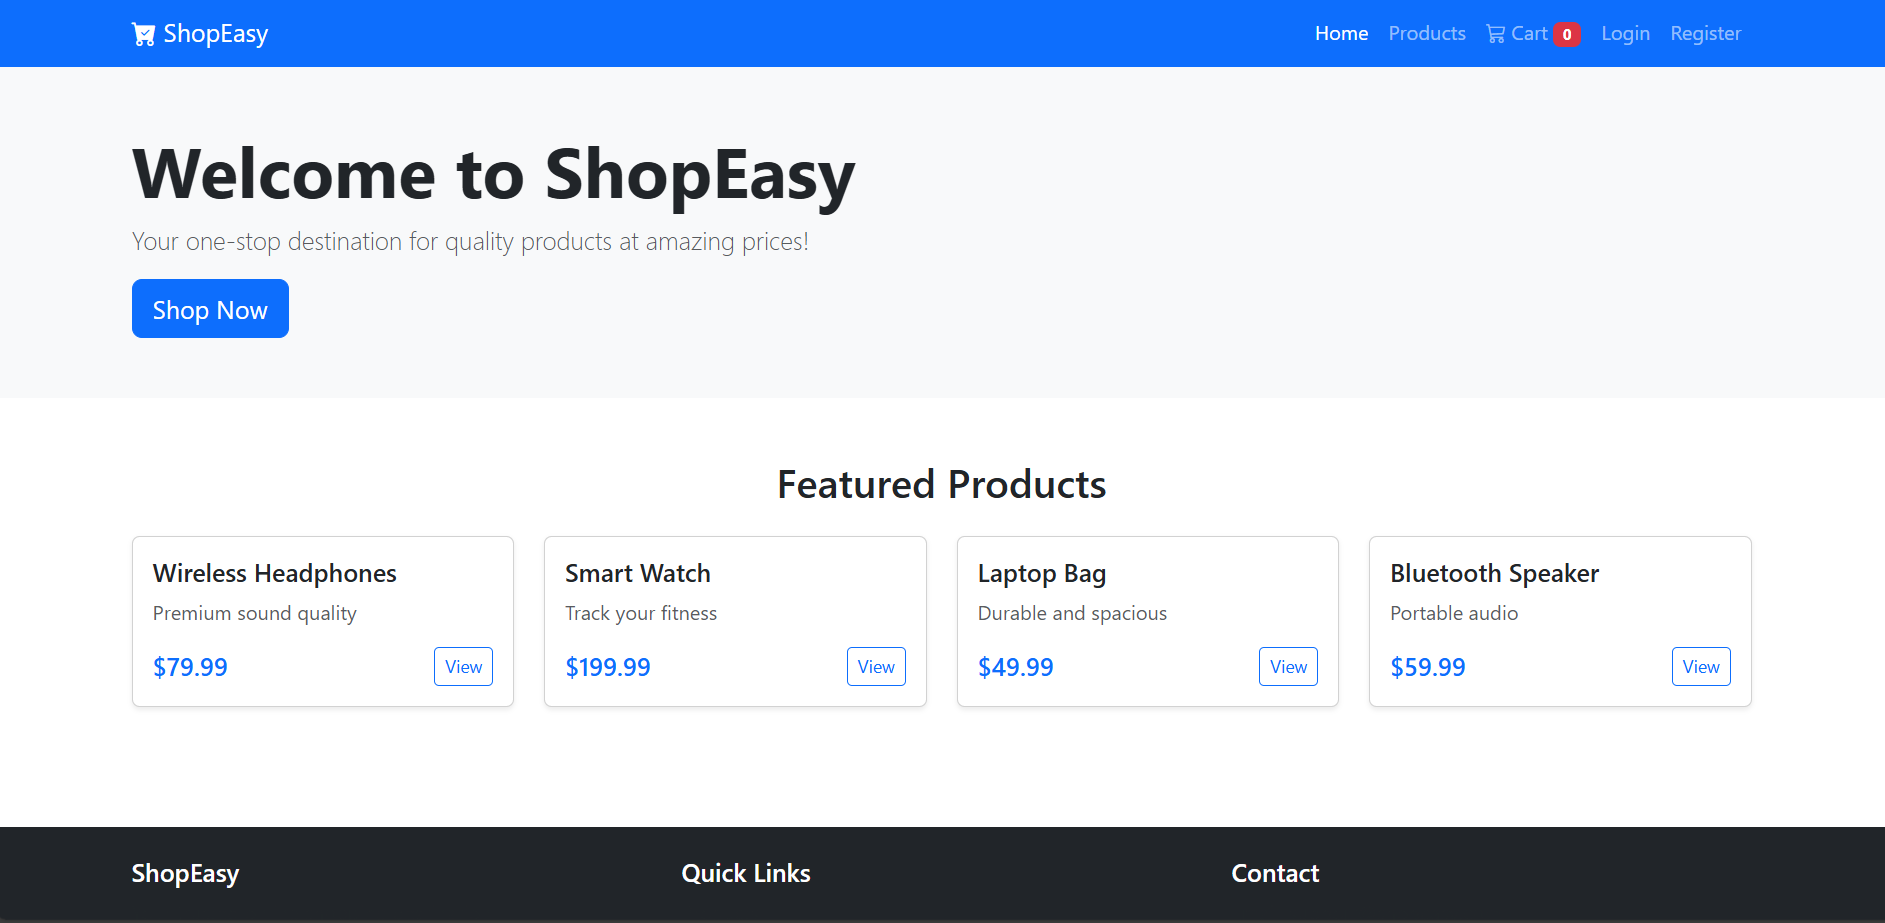 ShopEasy
Home Products Cart 0 Login Register
Welcome to ShopEasy
Your one-stop destination for quality products at amazing prices!
Shop Now
Featured Products
Wireless Headphones
Premium sound quality
$79.99 View
Smart Watch
Track your fitness
$199.99 View
Laptop Bag
Durable and spacious
$49.99 View
Bluetooth Speaker
Portable audio
$59.99 View
ShopEasy
Quick Links
Contact